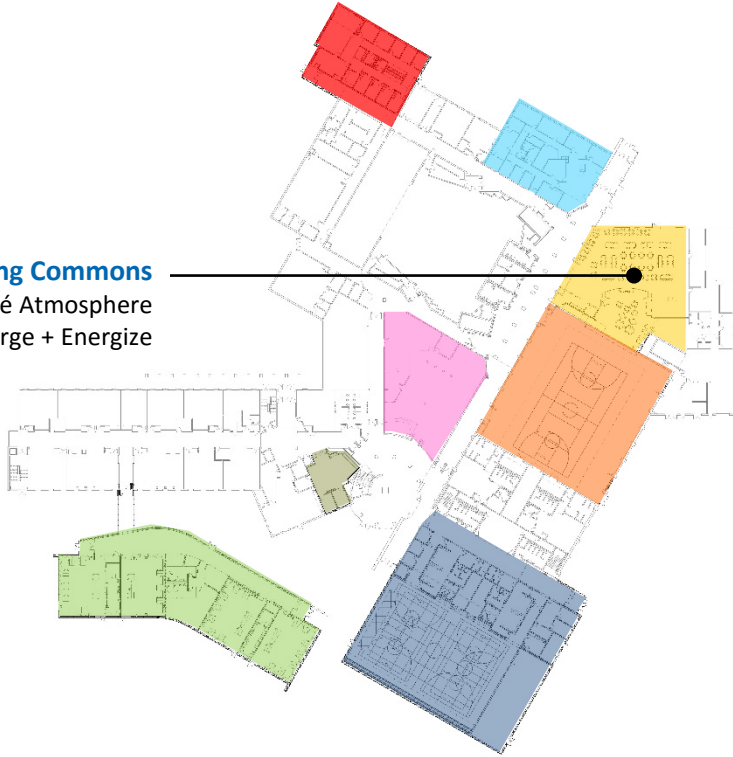 ng Commons
é Atmosphere
rge + Energize